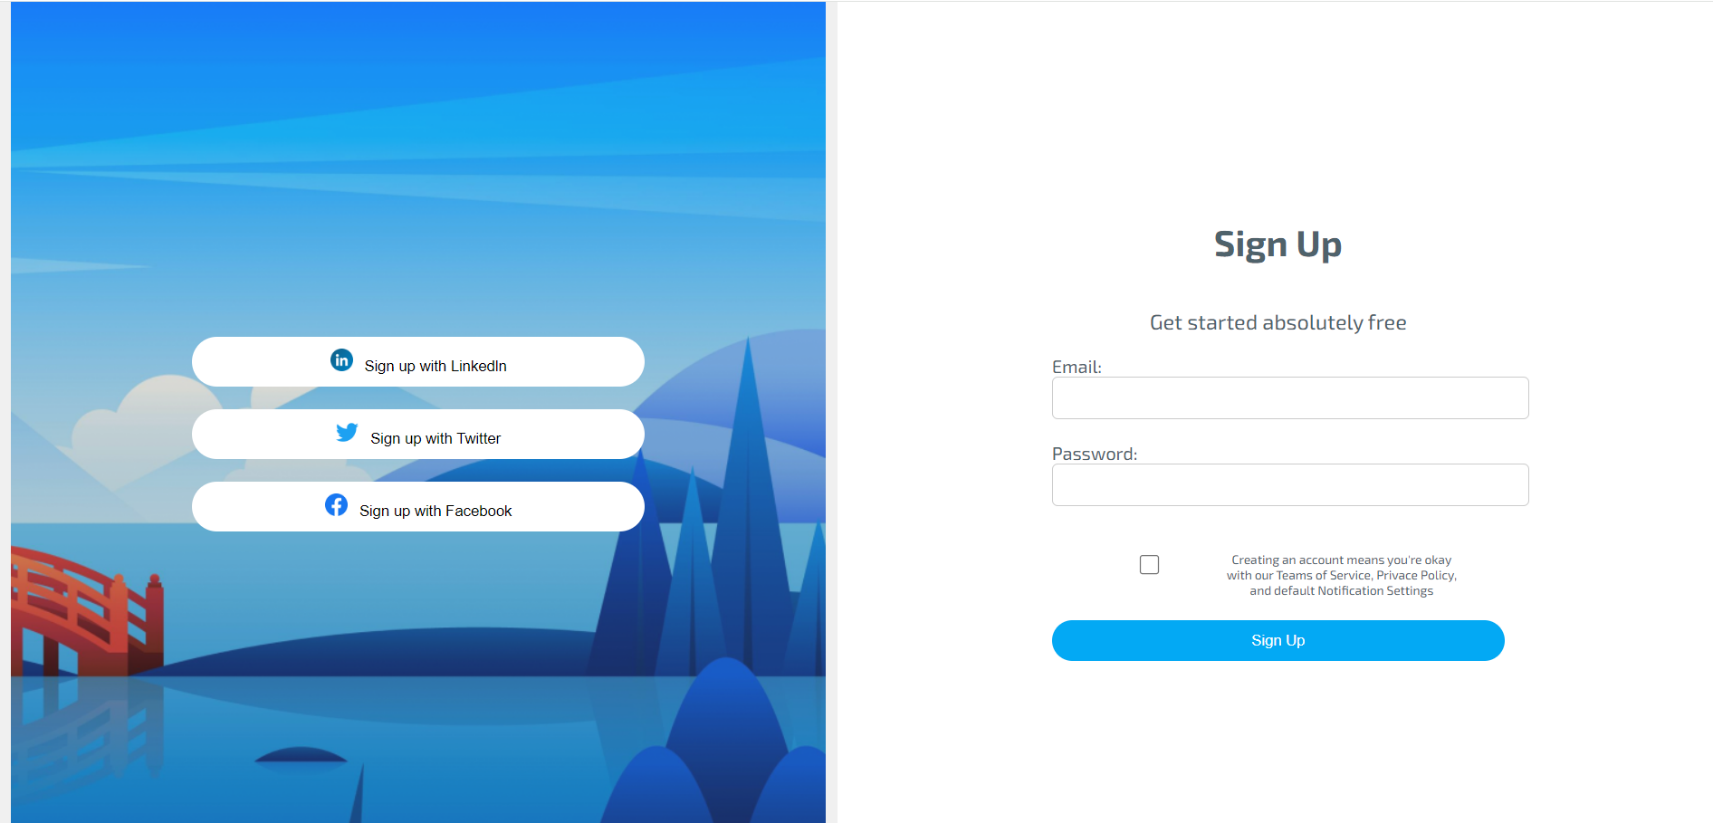 Sign up with LinkedIn
Sign up with Twitter
Sign up with Facebook
Sign Up
Get started absolutely free
Email:
Password:
Creating an account means you're okay
with our Teams of Service, Privace Policy,
and default Notification Settings
Sign Up